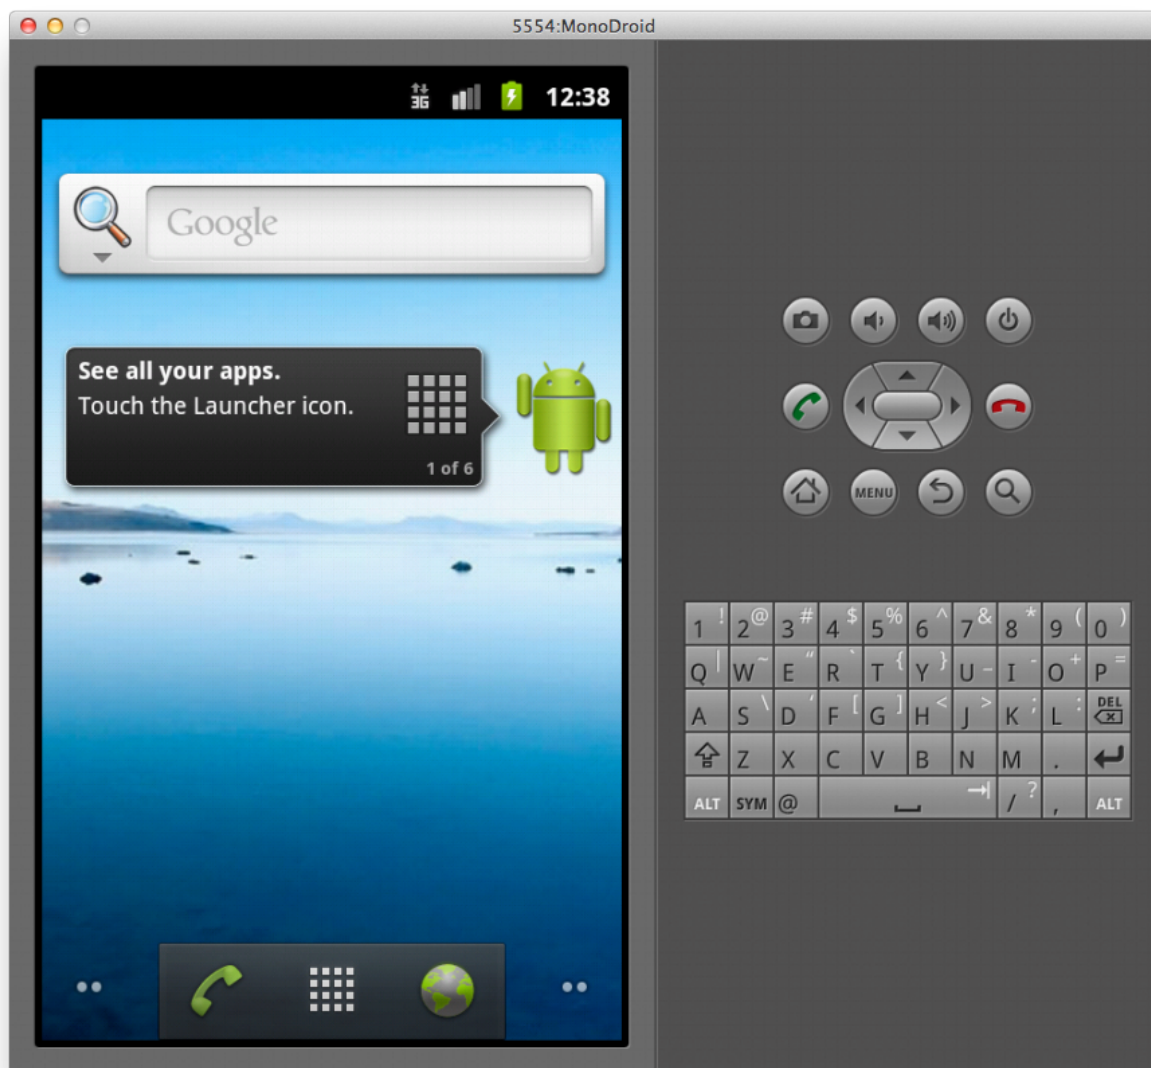 5554:MonoDroid
3G 12:38
Google
See all your apps.
Touch the Launcher icon.
1 of 6
MENU
1 ! 2 @ 3 # 4 $ 5 % 6 ^ 7 & 8 * 9 ( 0 )
Q | W ~ E “ R ` T { Y } U _ I - O + P =
A S \ D ‘ F [ G ] H < J > K ; L : DEL
Z X C V B N M .
ALT SYM @ / ? , ALT